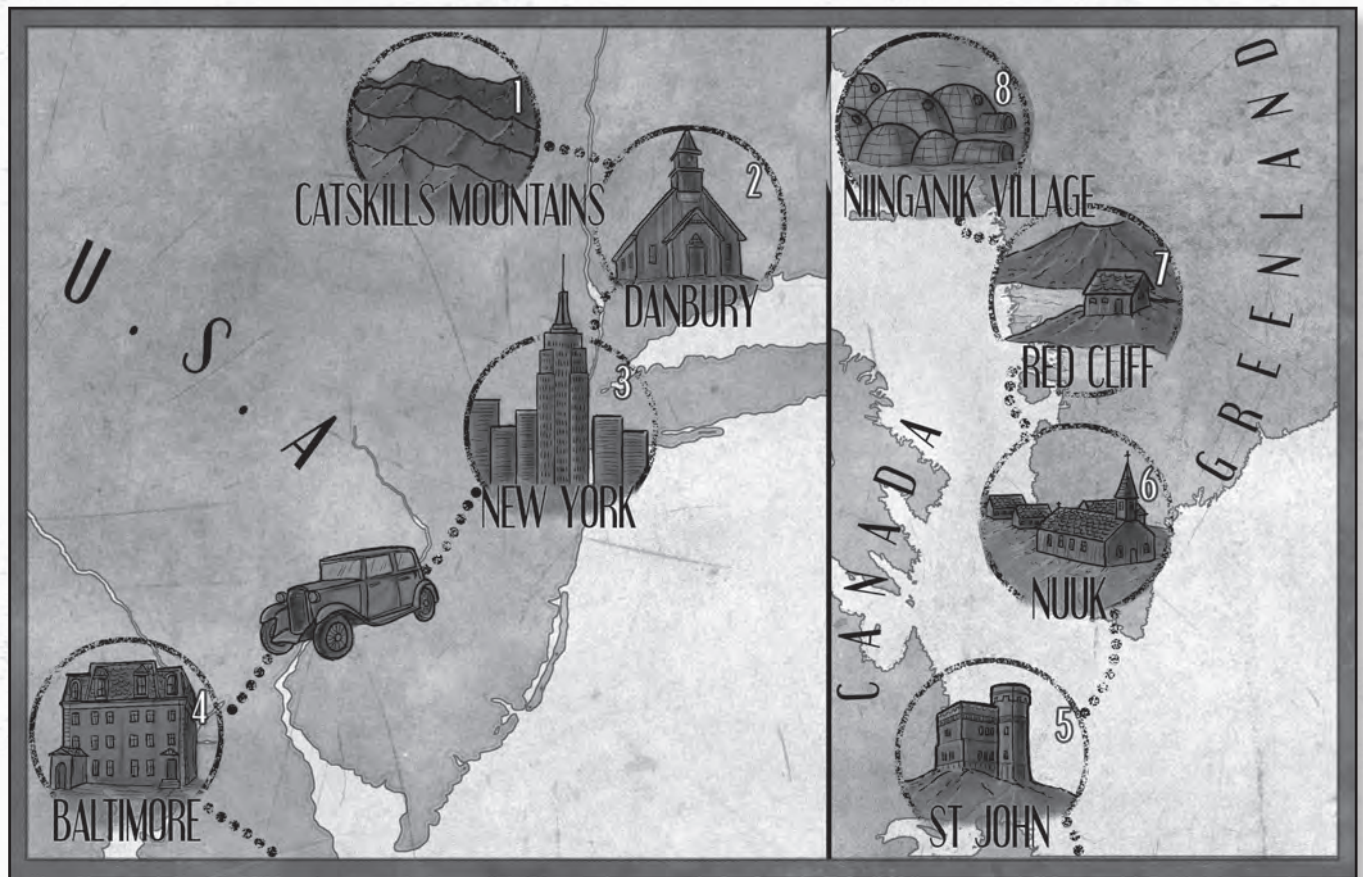 1
CATSKILLS MOUNTAINS
2
DANBURY
U.S.A
3
NEW YORK
4
BALTIMORE
8
NIINGANIK VILLAGE
GREENLAND
7
RED CLIFF
CANADA
6
NUUK
5
ST JOHN